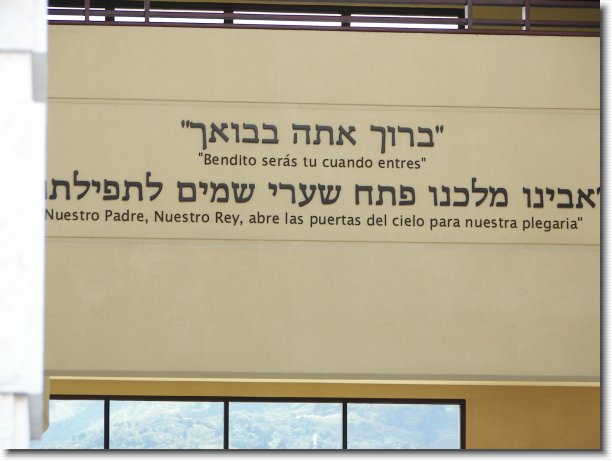 "ברוך אתה בבואך"
"Bendito serás tu cuando entres"
"אבינו מלכנו פתח שערי שמים
Nuestro Padre, Nuestro Rey, abre las puertas del cielo para nuestra plegaria"